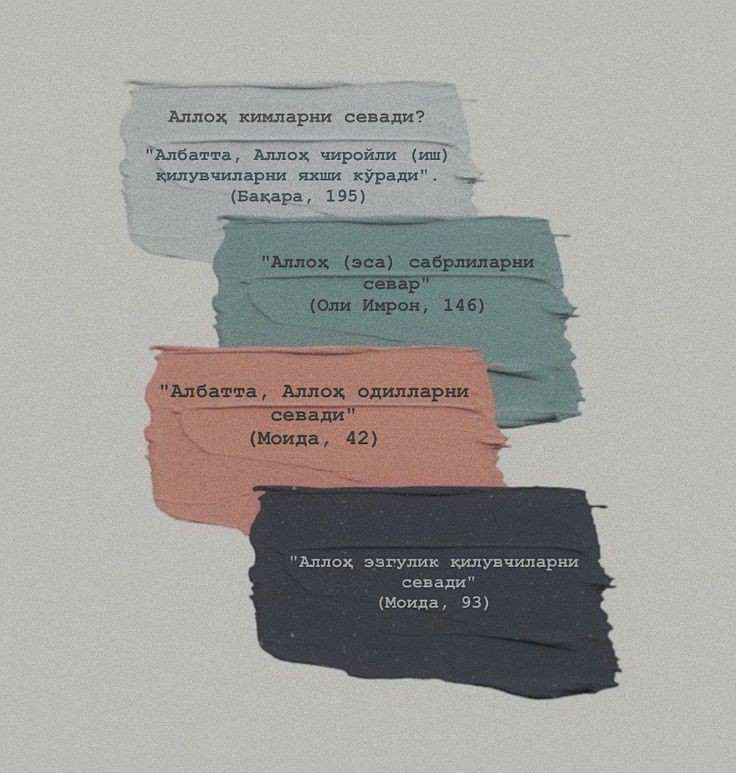 Аллоҳ кимларни севади?
"Албатта, Аллоҳ чиройли (иш)
қилувчиларни яхши кўради".
(Бақара, 195)
"Аллоҳ (эса) сабрлиларни
севар"
(Оли Имрон, 146)
"Албатта, Аллоҳ одилларни
севади"
(Моида, 42)
"Аллоҳ эзгулик қилувчиларни
севади"
(Моида, 93)